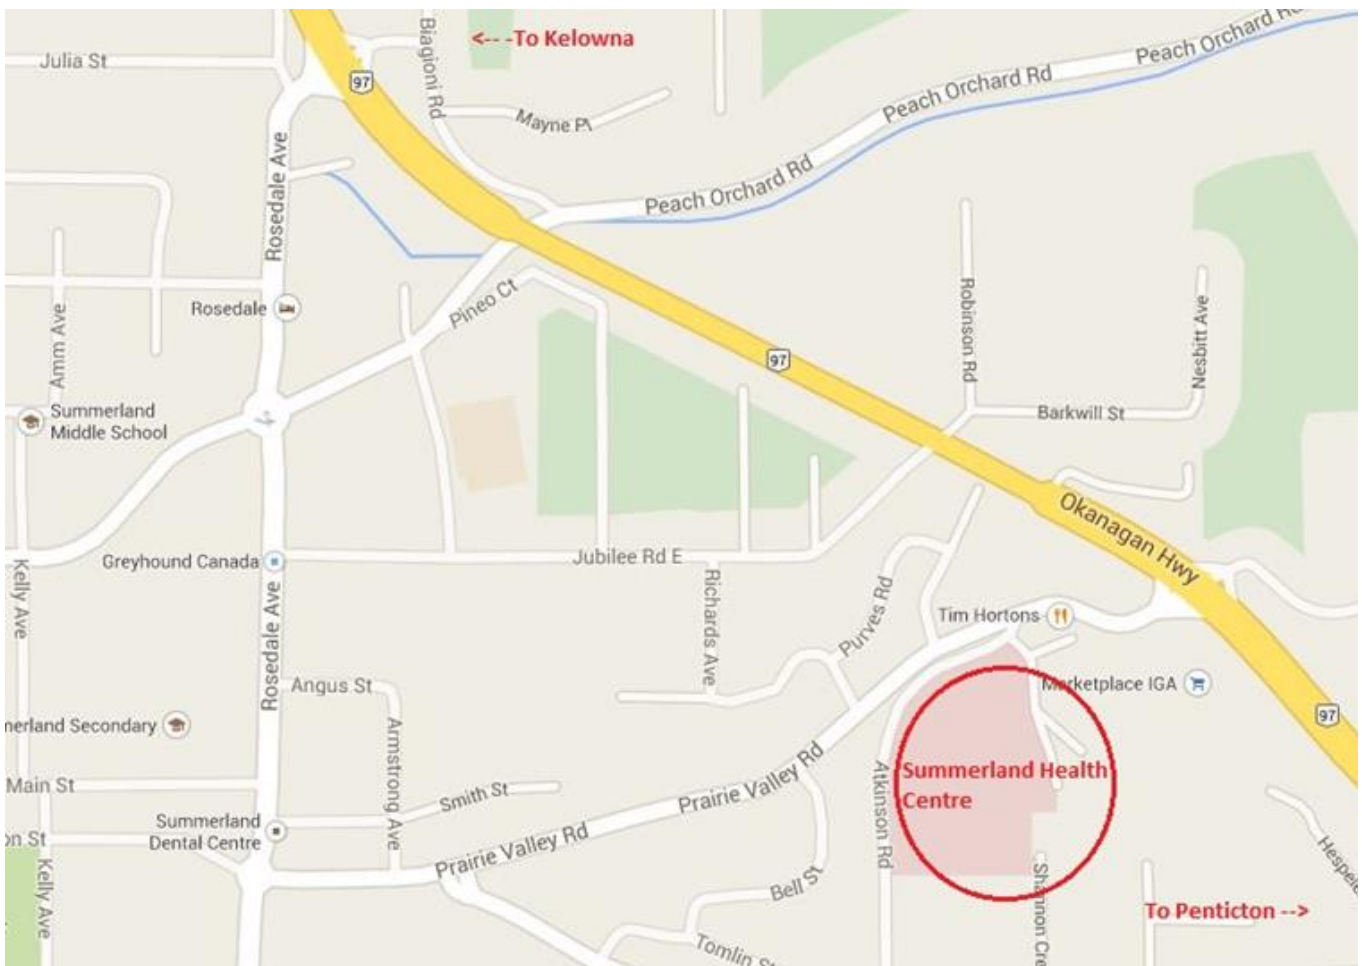 <-- -To Kelowna
Julia St
97
Biagioni Rd
Mayne Pl
Peach Orchard Rd
Peach Orchard Rd
Peach Orchard Rd
Rosedale Ave
Rosedale
Amm Ave
Pineo Ct
Robinson Rd
Nesbitt Ave
97
Barkwill St
Summerland
Middle School
Okanagan Hwy
Greyhound Canada
Jubilee Rd E
Kelly Ave
Rosedale Ave
Richards Ave
Purves Rd
Tim Hortons
Angus St
Marketplace IGA
97
nerland Secondary
Armstrong Ave
Main St
Smith St
Prairie Valley Rd
Atkinson Rd
Summerland Health
Centre
Summerland
Dental Centre
on St
Kelly Ave
Prairie Valley Rd
Bell St
Shannon Cre
Hespele
To Penticton -->
Tomlin St